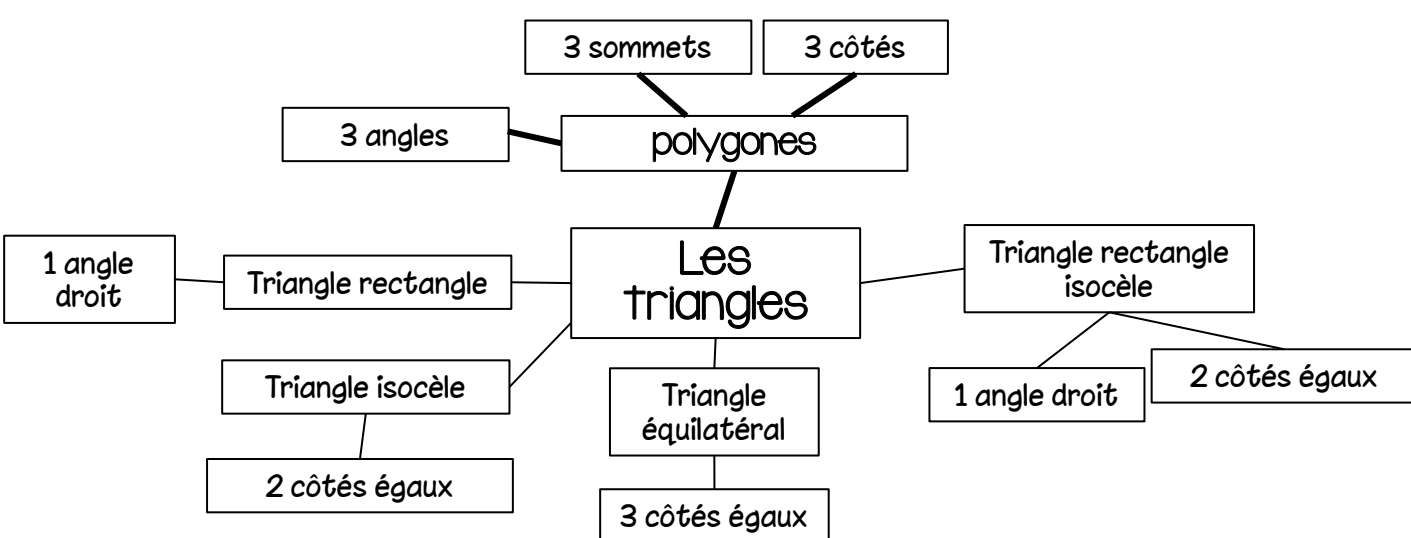 3 sommets
3 côtés
3 angles
polygones
Les
triangles
1 angle
droit
Triangle rectangle
Triangle rectangle
isocèle
Triangle isocèle
2 côtés égaux
Triangle
équilatéral
3 côtés égaux
1 angle droit
2 côtés égaux